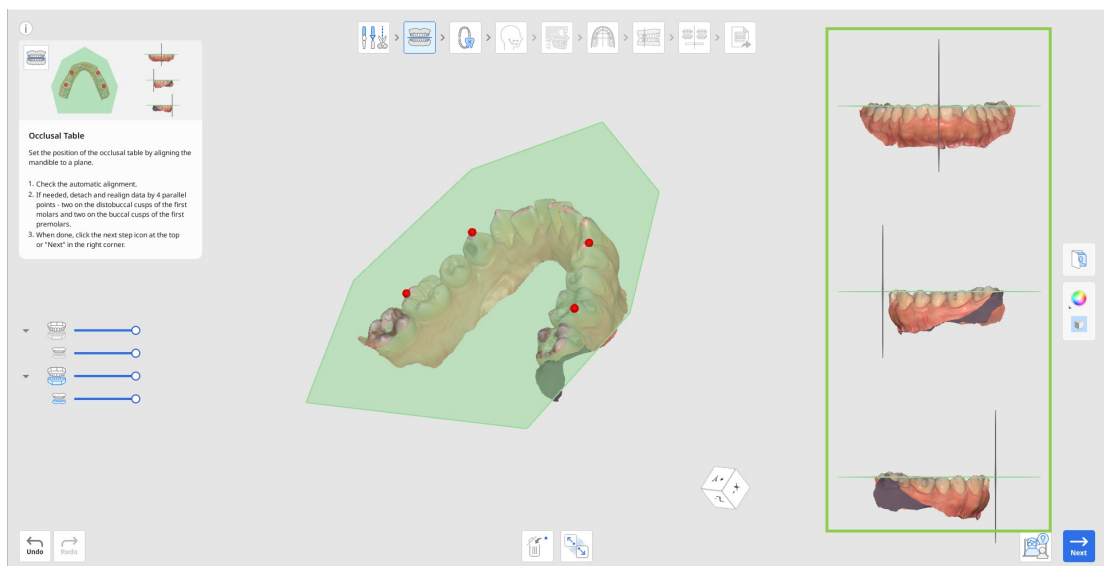 Occlusal Table
Set the position of the occlusal table by aligning the
mandible to a plane.
1. Check the automatic alignment.
2. If needed, detach and realign data by 4 parallel
points - two on the distobuccal cusps of the first
molars and two on the buccal cusps of the first
premolars.
3. When done, click the next step icon at the top
or "Next" in the right corner.
Undo
Redo
Next